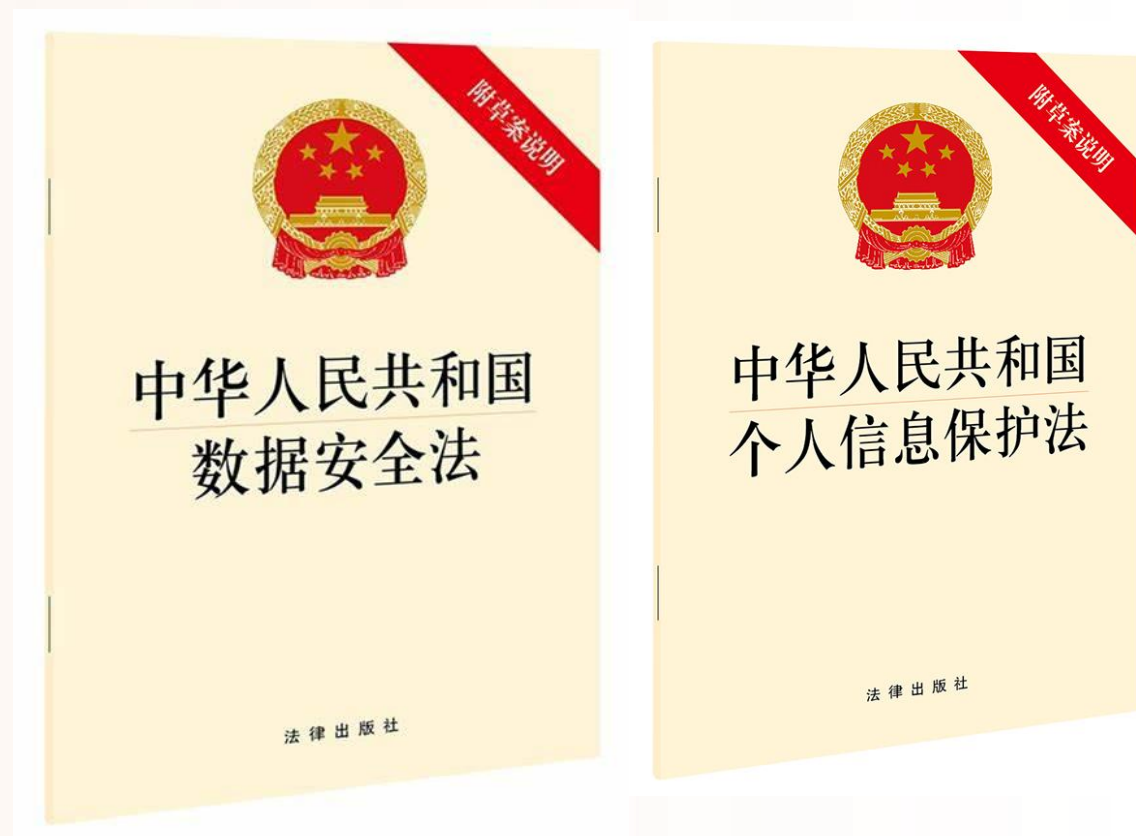 附草案说明
中华人民共和国
数据安全法
法律出版社
附草案说明
中华人民共和国
个人信息保护法
法律出版社